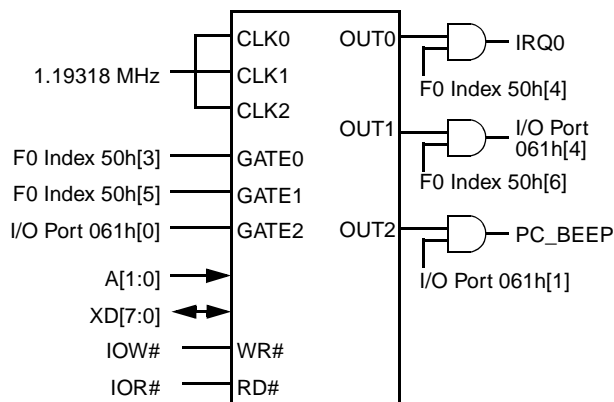 CLK0
OUT0
IRQ0
1.19318 MHz
CLK1
F0 Index 50h[4]
CLK2
OUT1
I/O Port
061h[4]
F0 Index 50h[3]
GATE0
F0 Index 50h[6]
F0 Index 50h[5]
GATE1
I/O Port 061h[0]
GATE2
OUT2
PC_BEEP
A[1:0]
I/O Port 061h[1]
XD[7:0]
IOW#
WR#
IOR#
RD#